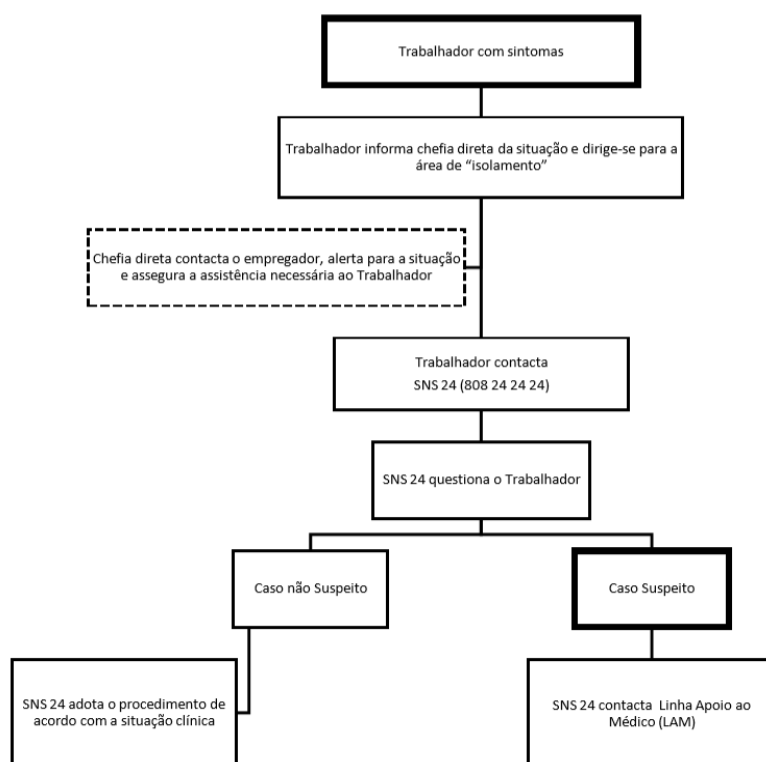 Trabalhador com sintomas
Trabalhador informa chefia direta da situação e dirige-se para a
área de “isolamento”
Chefia direta contacta o empregador, alerta para a situação
e assegura a assistência necessária ao Trabalhador
Trabalhador contacta
SNS 24 (808 24 24 24)
SNS 24 questiona o Trabalhador
Caso não Suspeito
Caso Suspeito
SNS 24 adota o procedimento de
acordo com a situação clínica
SNS 24 contacta Linha Apoio ao
Médico (LAM)